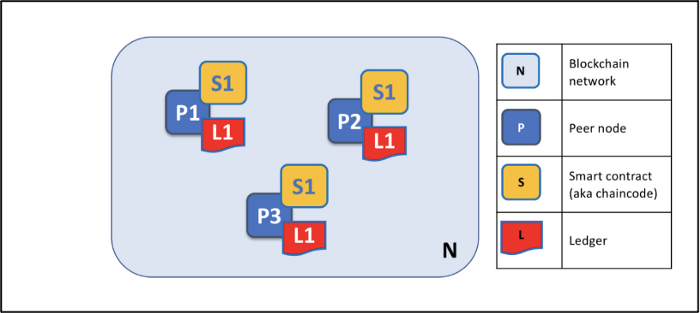 S1
P1
L1
S1
P2
L1
S1
P3
L1
N
N
Blockchain
network
P
Peer node
S
Smart contract
(aka chaincode)
L
Ledger